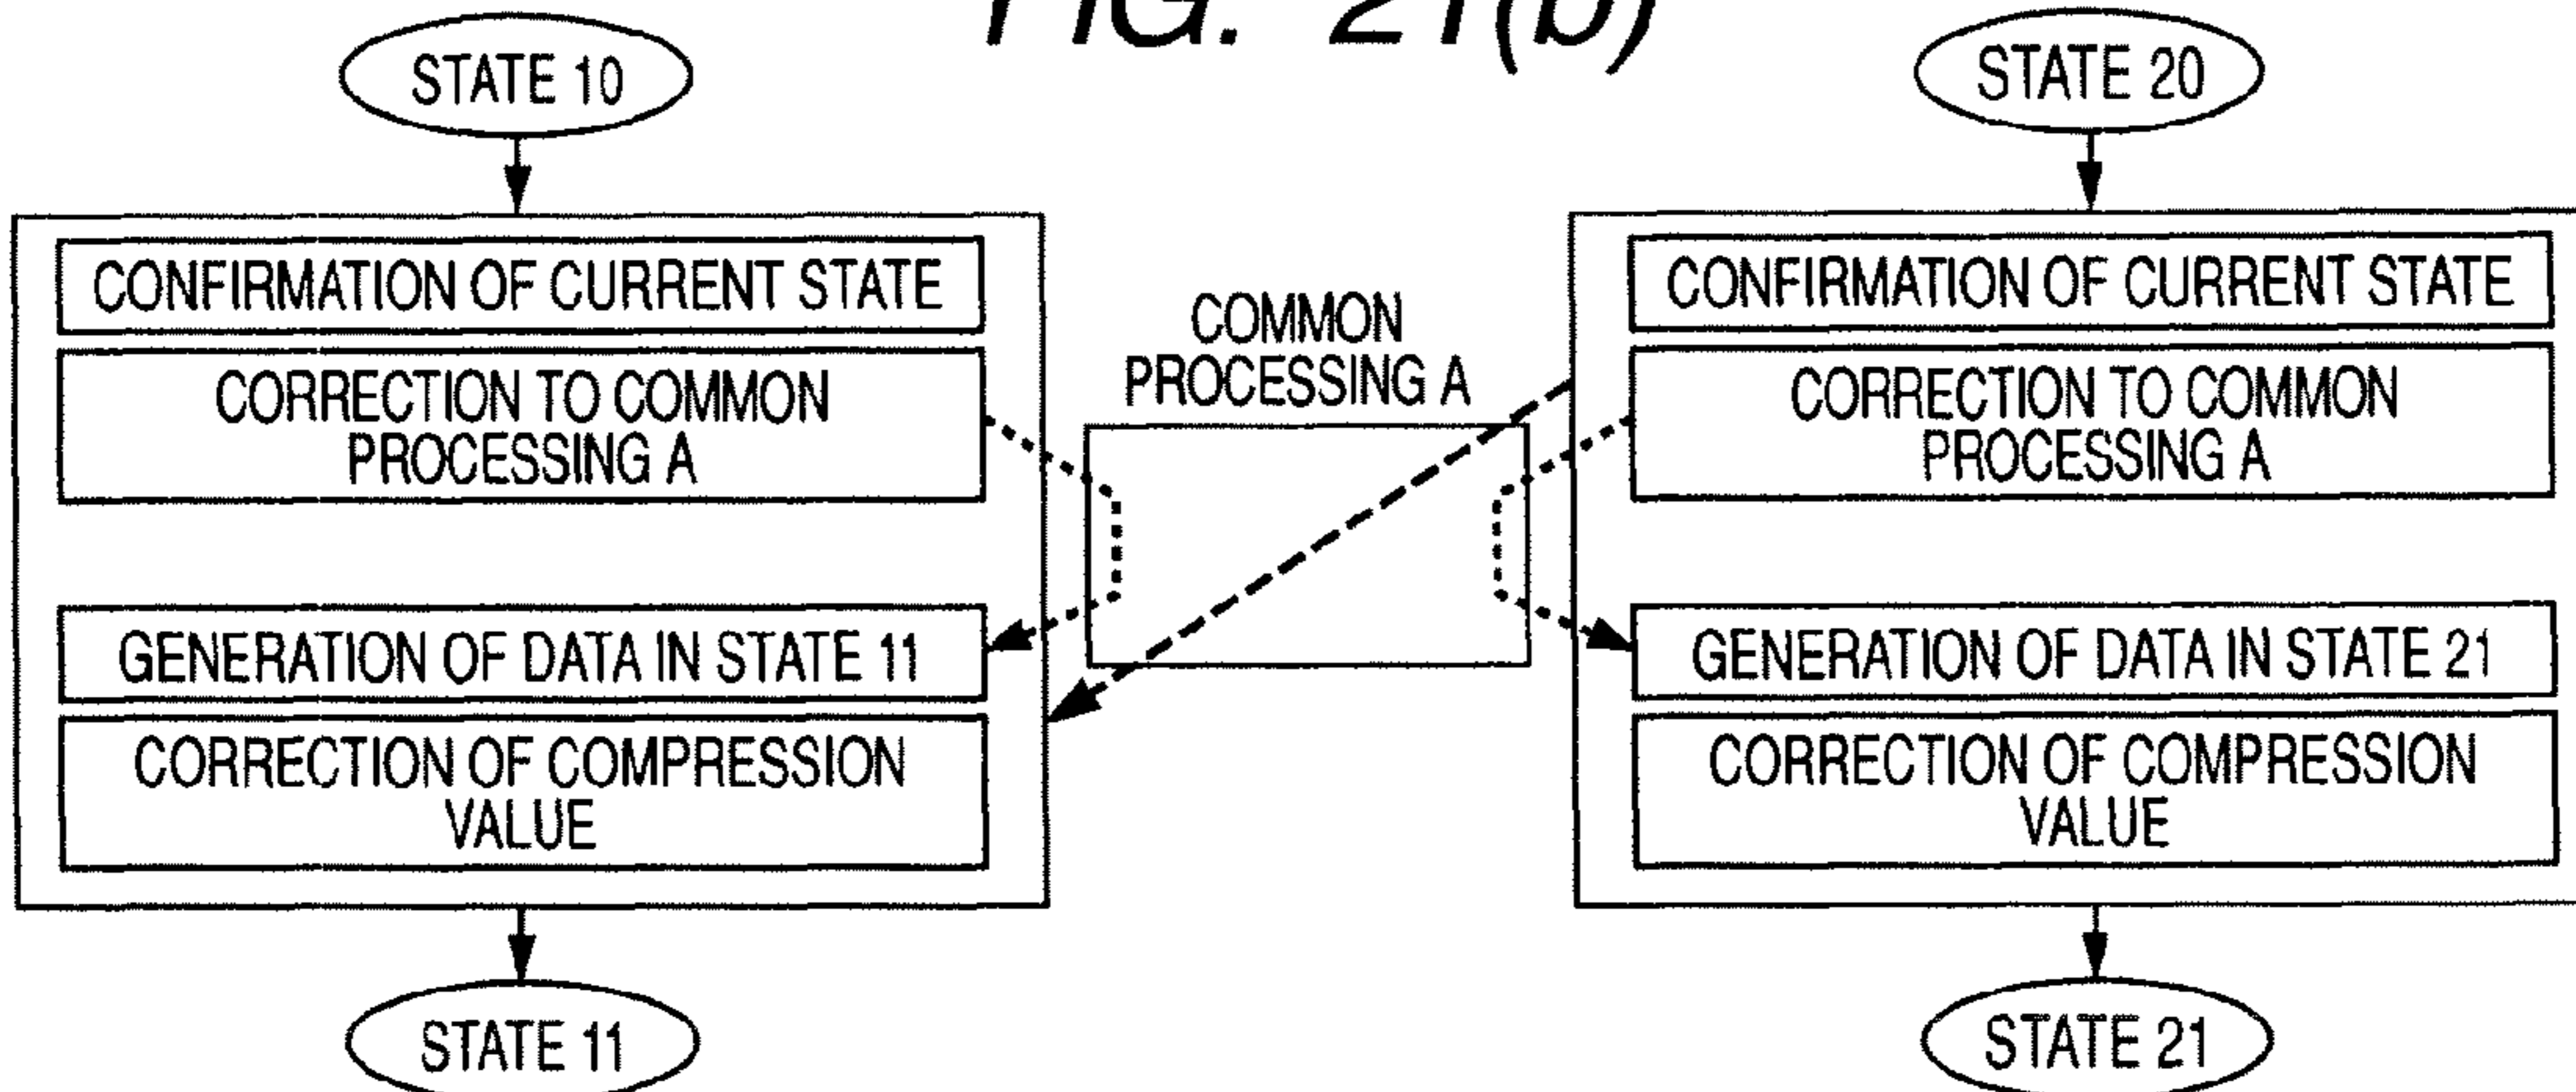 FIG. 21(b)
STATE 10
CONFIRMATION OF CURRENT STATE
CORRECTION TO COMMON
PROCESSING A
GENERATION OF DATA IN STATE 11
CORRECTION OF COMPRESSION
VALUE
STATE 11
COMMON
PROCESSING A
STATE 20
CONFIRMATION OF CURRENT STATE
CORRECTION TO COMMON
PROCESSING A
GENERATION OF DATA IN STATE 21
CORRECTION OF COMPRESSION
VALUE
STATE 21